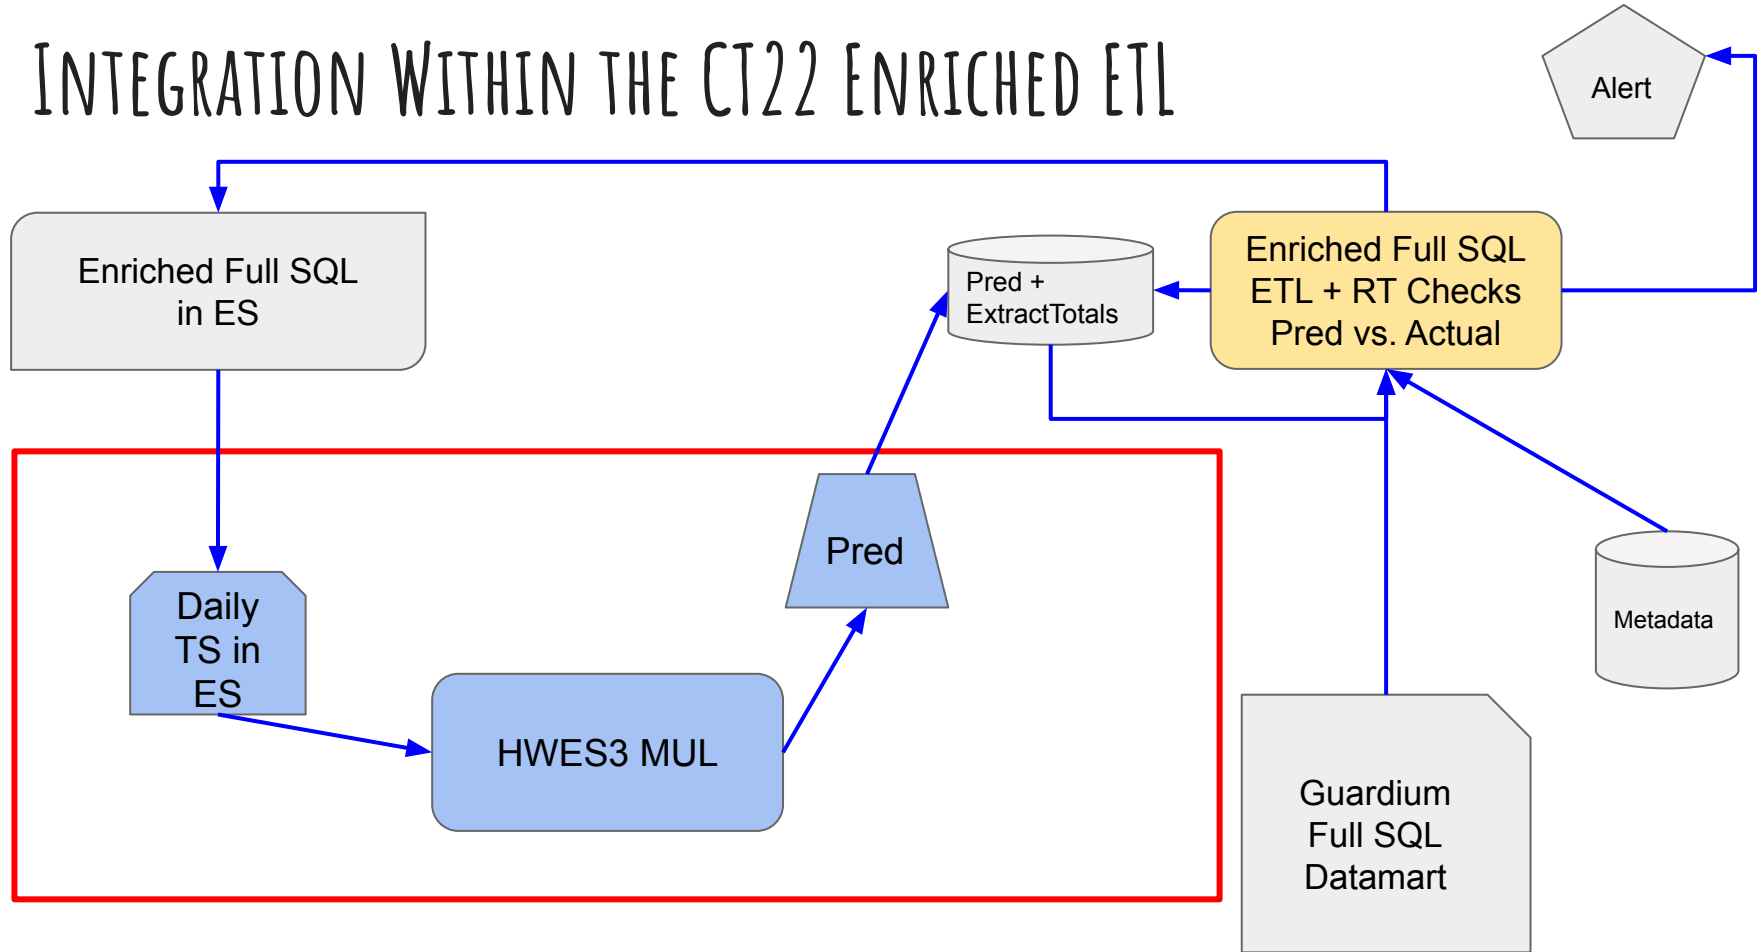 INTEGRATION WITHIN THE CT22 ENRICHED ETL
Alert
Enriched Full SQL
in ES
Pred +
ExtractTotals
Enriched Full SQL
ETL + RT Checks
Pred vs. Actual
Pred
Daily
TS in
ES
HWES3 MUL
Metadata
Guardium
Full SQL
Datamart